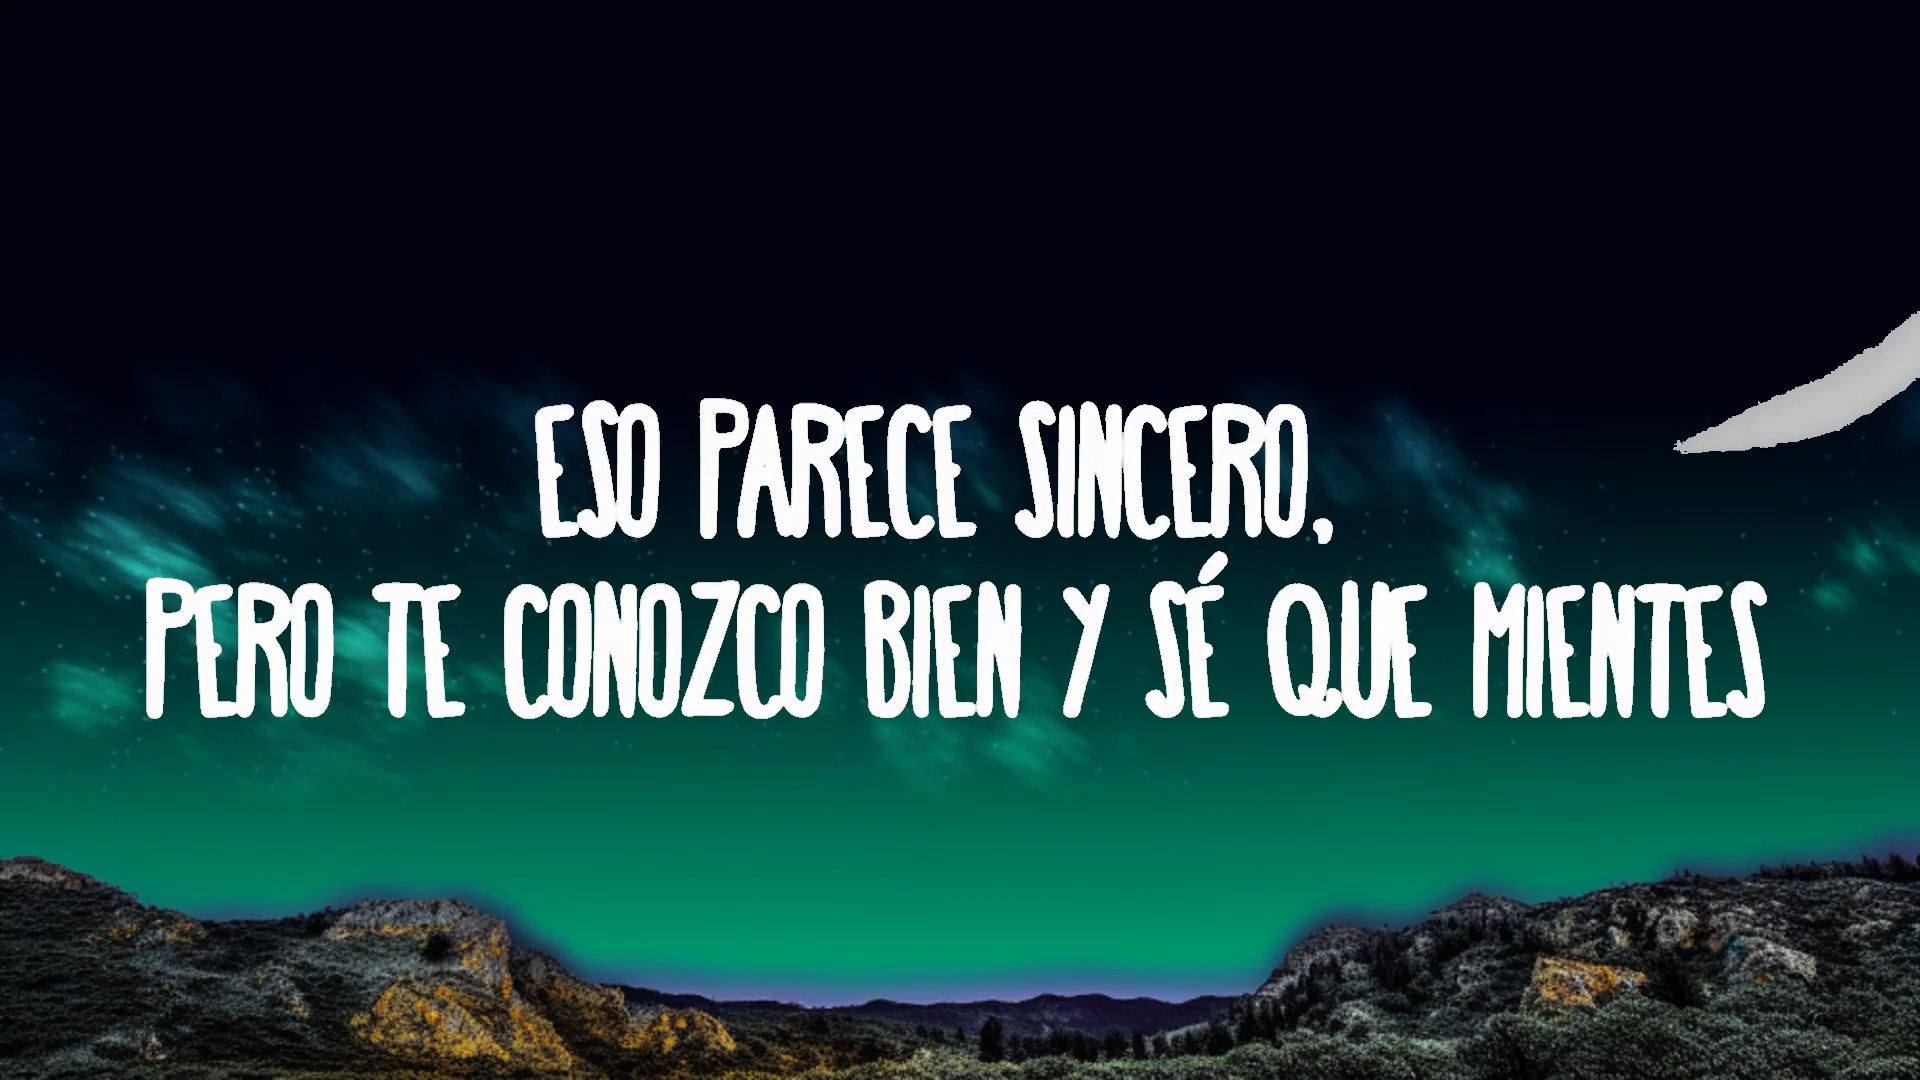 ESO PARECE SINCERO,
PERO TE CONOZCO BIEN Y SÉ QUE MIENTES